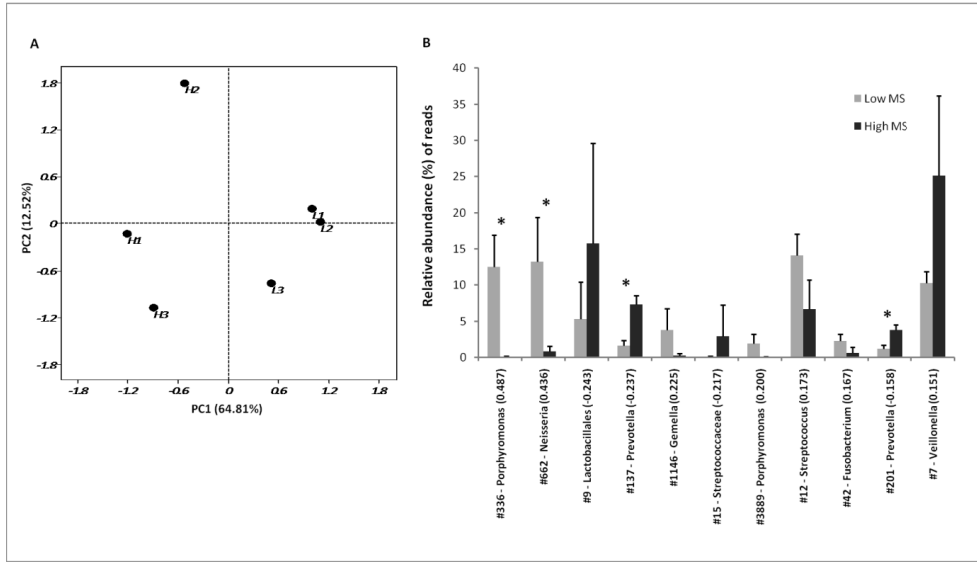 A
1.8
1.2
0.6
0
-0.6
-1.2
-1.8
PC2 (12.52%)
H2
L1
L2
H1
L3
H3
-1.8
-1.2
-0.6
0
0.6
1.2
1.8
PC1 (64.81%)
B
40
35
30
25
20
15
10
5
0
Relative abundance (%) of reads
Low MS
High MS
*
*
*
*
#336 - Porphyromonas (0.487)
#662 - Neisseria (0.436)
#9 - Lactobacillales (-0.243)
#137 - Prevotella (-0.237)
#1146 - Gemella (0.225)
#15 - Streptoccaceae (-0.217)
#3889 - Porphyromonas (0.200)
#12 - Streptococcus (0.173)
#42 - Fusobacterium (0.167)
#201 - Prevotella (-0.158)
#7 - Veillonella (0.151)